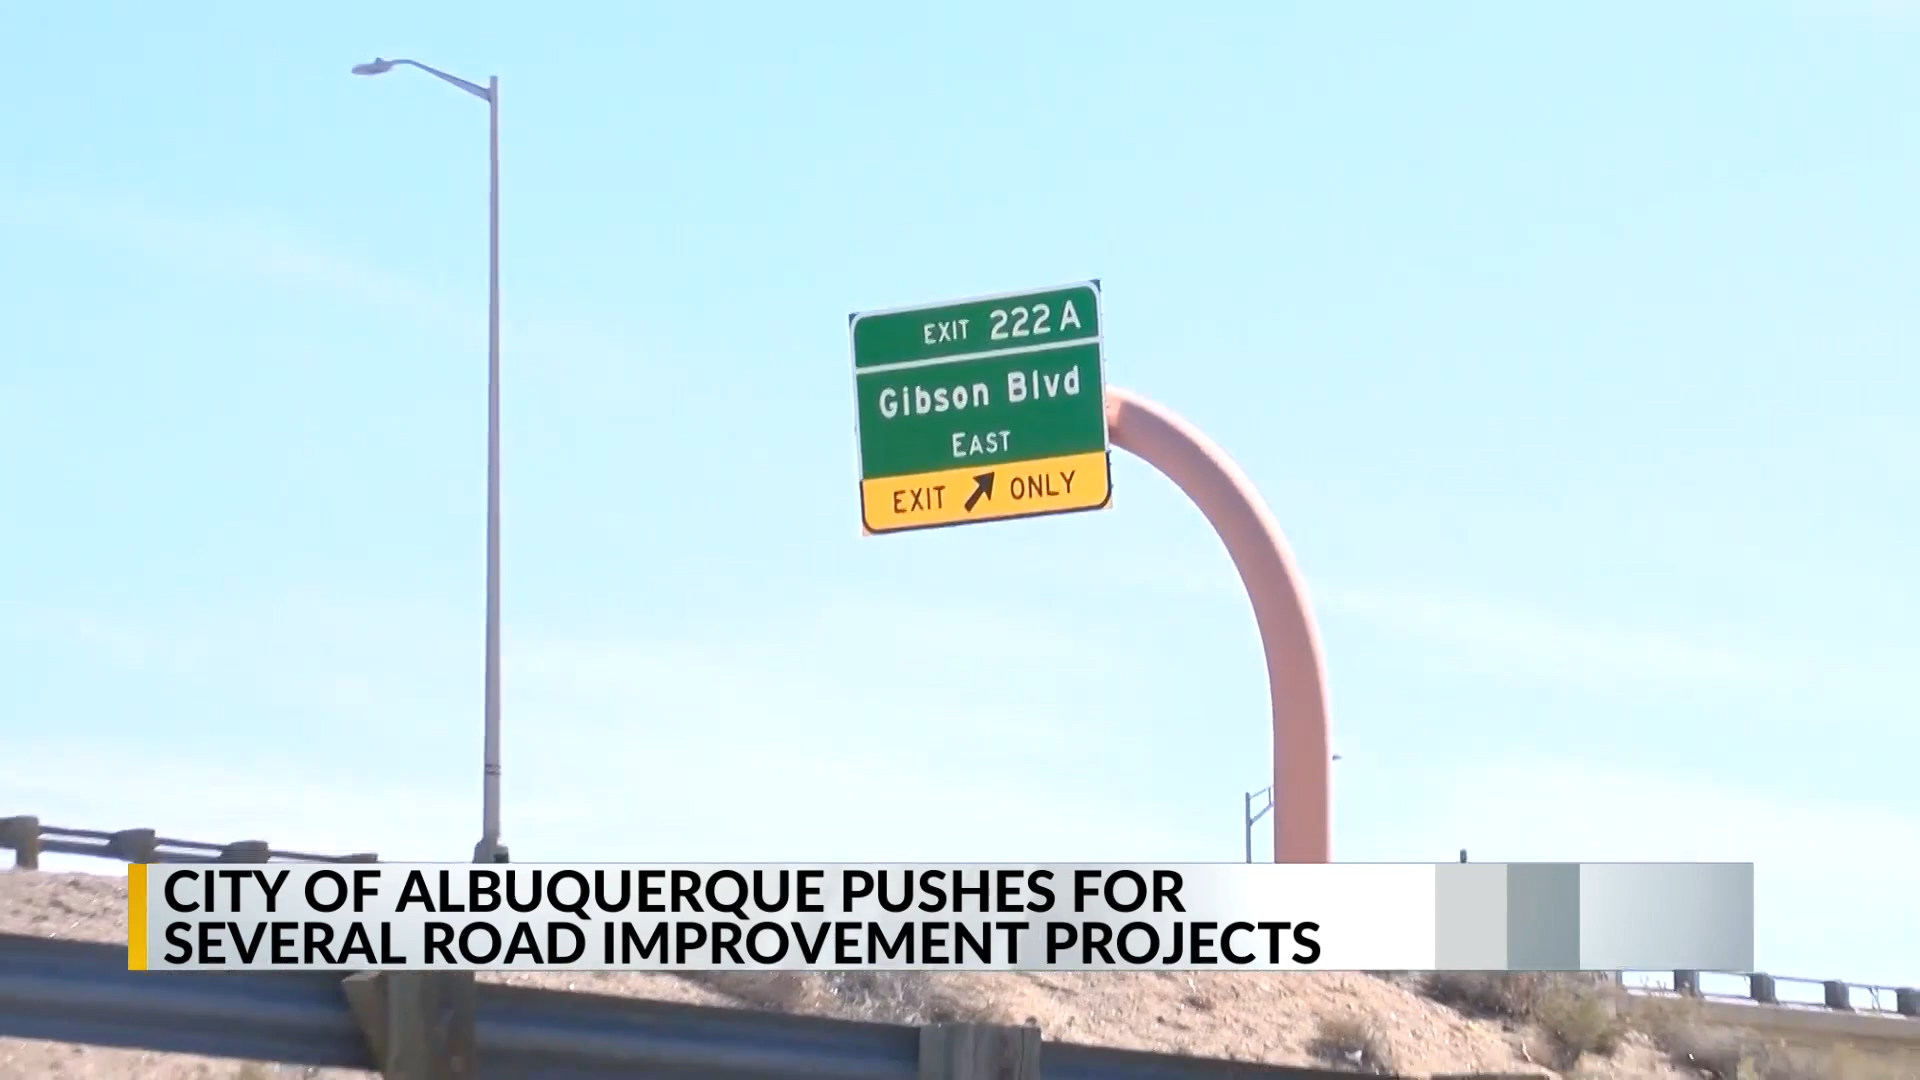 EXIT 222 A
Gibson Blvd
EAST
EXIT ONLY
CITY OF ALBUQUERQUE PUSHES FOR
SEVERAL ROAD IMPROVEMENT PROJECTS